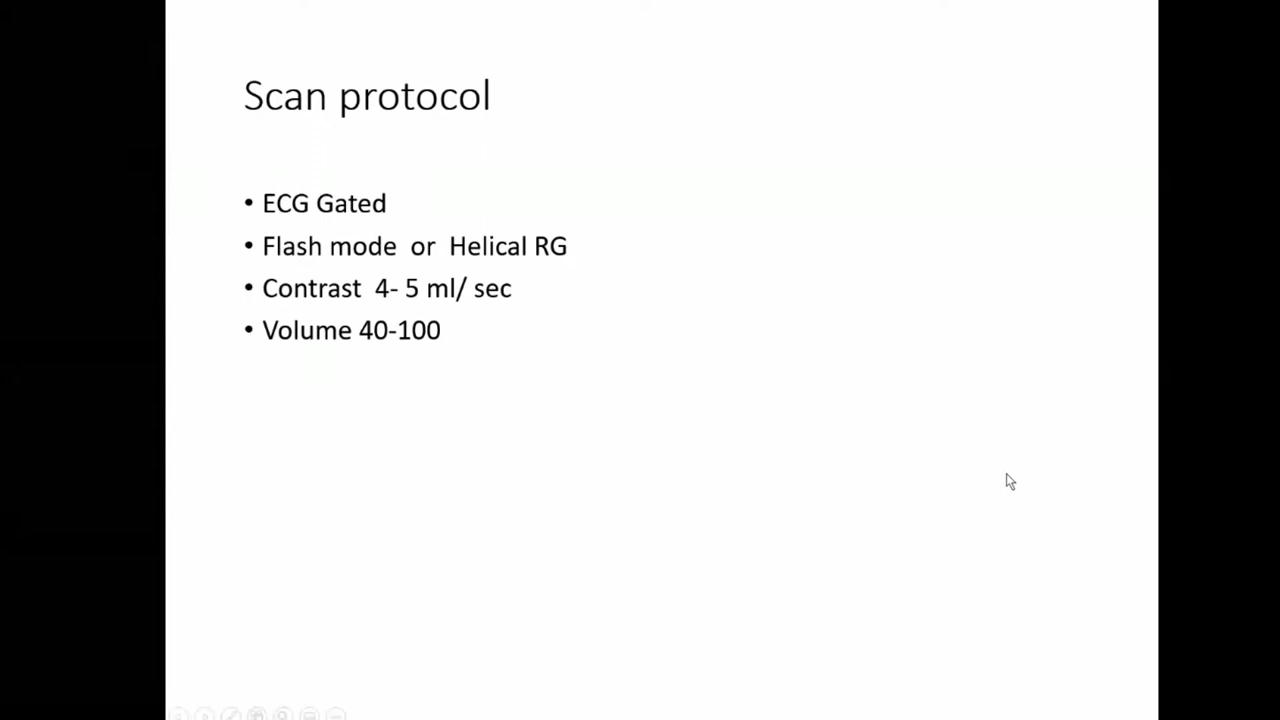 Scan protocol
• ECG Gated
• Flash mode  or  Helical RG
• Contrast  4- 5 ml/ sec
• Volume 40-100